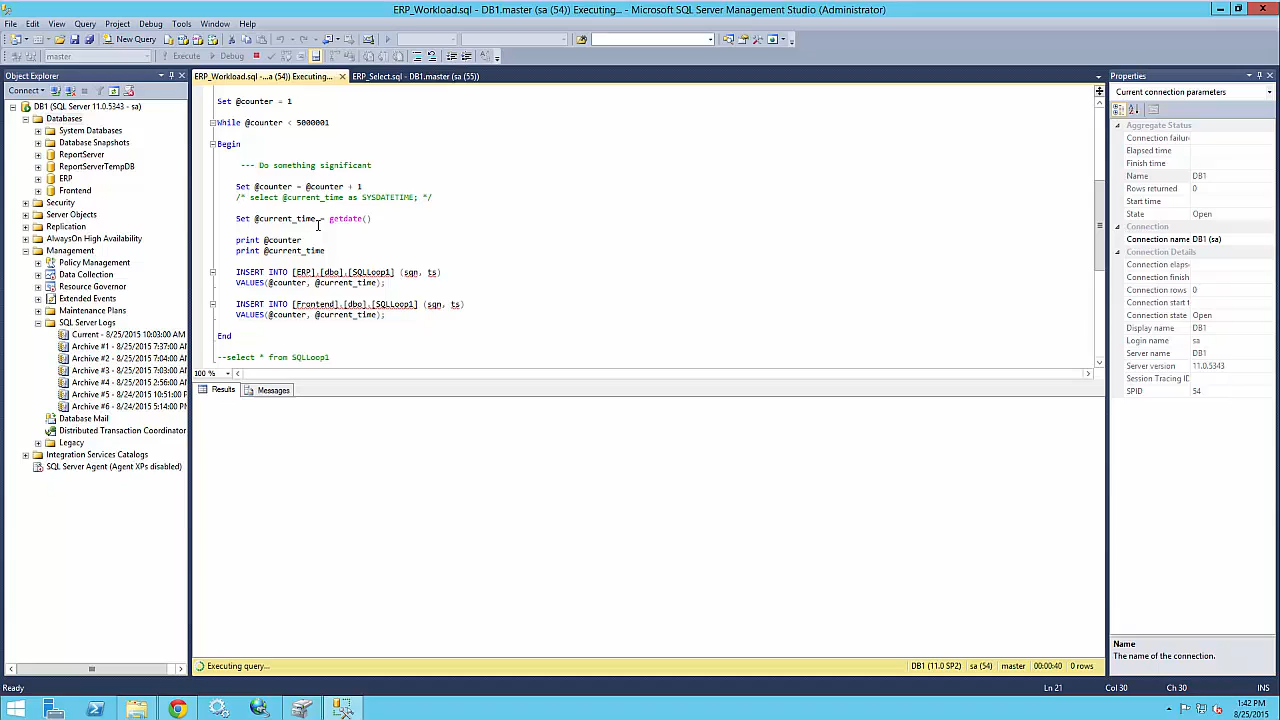 ERP_Workload.sql - DB1.master (sa (54)) Executing... - Microsoft SQL Server Management Studio (Administrator)
File Edit View Query Project Debug Tools Window Help
New Query
master Execute Debug
Object Explorer
Connect
DB1 (SQL Server 11.0.5343 - sa)
Databases
System Databases
Database Snapshots
ReportServer
ReportServerTempDB
ERP
Frontend
Security
Server Objects
Replication
AlwaysOn High Availability
Management
Policy Management
Data Collection
Resource Governor
Extended Events
Maintenance Plans
SQL Server Logs
Current - 8/25/2015 10:03:00 AM
Archive #1 - 8/25/2015 7:37:00 AM
Archive #2 - 8/25/2015 7:04:00 AM
Archive #3 - 8/25/2015 7:03:00 AM
Archive #4 - 8/25/2015 2:56:00 AM
Archive #5 - 8/24/2015 10:51:00 P
Archive #6 - 8/24/2015 5:14:00 PM
Database Mail
Distributed Transaction Coordinator
Legacy
Integration Services Catalogs
SQL Server Agent (Agent XPs disabled)
ERP_Workload.sql -...a (54)) Executing... ERP_Select.sql - DB1.master (sa (55))
Set @counter = 1
While @counter < 5000001
Begin
--- Do something significant
Set @counter = @counter + 1
/* select @current_time as SYSDATETIME; */
Set @current_time = getdate()
print @counter
print @current_time
INSERT INTO [ERP].[dbo].[SQLLoop1] (sqn, ts)
VALUES(@counter, @current_time);
INSERT INTO [Frontend].[dbo].[SQLLoop1] (sqn, ts)
VALUES(@counter, @current_time);
End
--select * from SQLLoop1
100 %
Results Messages
Executing query... DB1 (11.0 SP2) sa (54) master 00:00:40 0 rows
Properties
Current connection parameters
Aggregate Status
Connection failur
Elapsed time
Finish time
Name DB1
Rows returned 0
Start time
State Open
Connection
Connection name DB1 (sa)
Connection Details
Connection elaps
Connection finish
Connection rows 0
Connection start t
Connection state Open
Display name DB1
Login name sa
Server name DB1
Server version 11.0.5343
Session Tracing ID
SPID 54
Name
The name of the connection.
Ready Ln 21 Col 30 Ch 30 INS
1:42 PM
8/25/2015